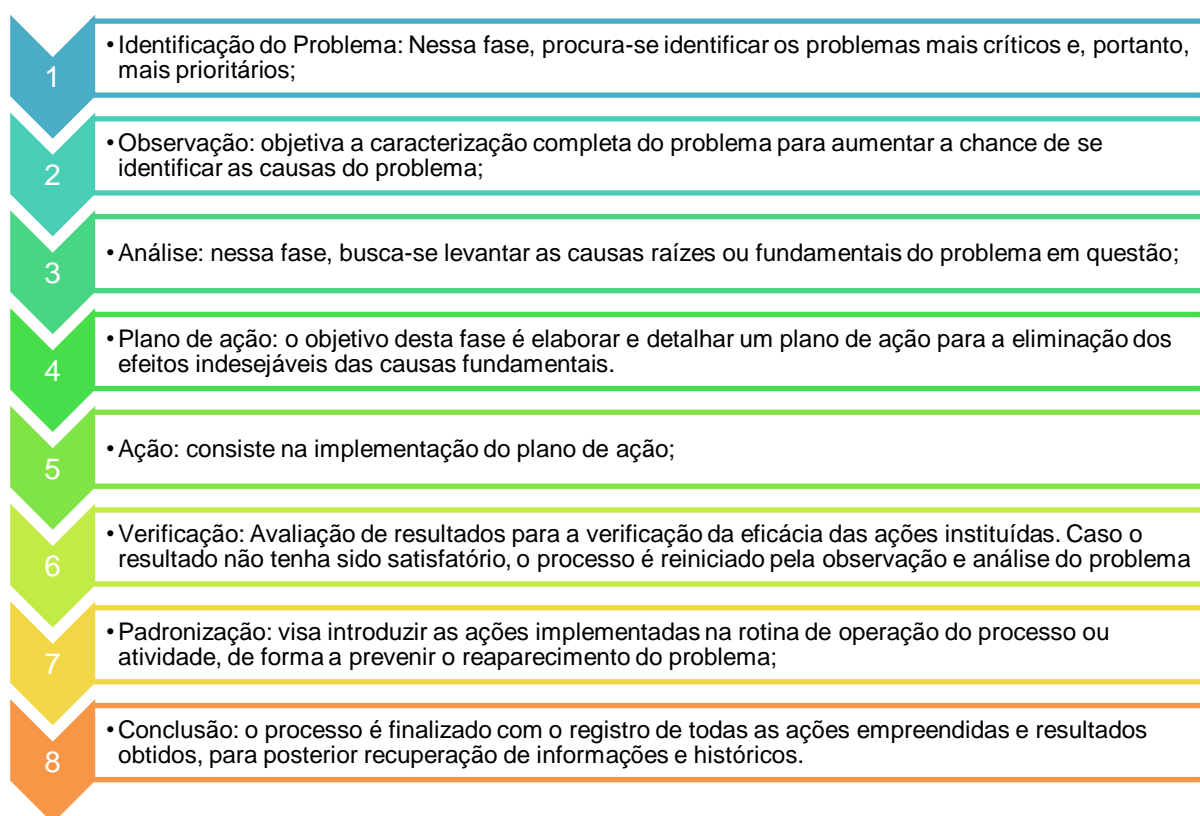 1
• Identificação do Problema: Nessa fase, procura-se identificar os problemas mais críticos e, portanto,
mais prioritários;
2
• Observação: objetiva a caracterização completa do problema para aumentar a chance de se
identificar as causas do problema;
3
• Análise: nessa fase, busca-se levantar as causas raízes ou fundamentais do problema em questão;
4
• Plano de ação: o objetivo desta fase é elaborar e detalhar um plano de ação para a eliminação dos
efeitos indesejáveis das causas fundamentais.
5
• Ação: consiste na implementação do plano de ação;
6
• Verificação: Avaliação de resultados para a verificação da eficácia das ações instituídas. Caso o
resultado não tenha sido satisfatório, o processo é reiniciado pela observação e análise do problema
7
• Padronização: visa introduzir as ações implementadas na rotina de operação do processo ou
atividade, de forma a prevenir o reaparecimento do problema;
8
• Conclusão: o processo é finalizado com o registro de todas as ações empreendidas e resultados
obtidos, para posterior recuperação de informações e históricos.